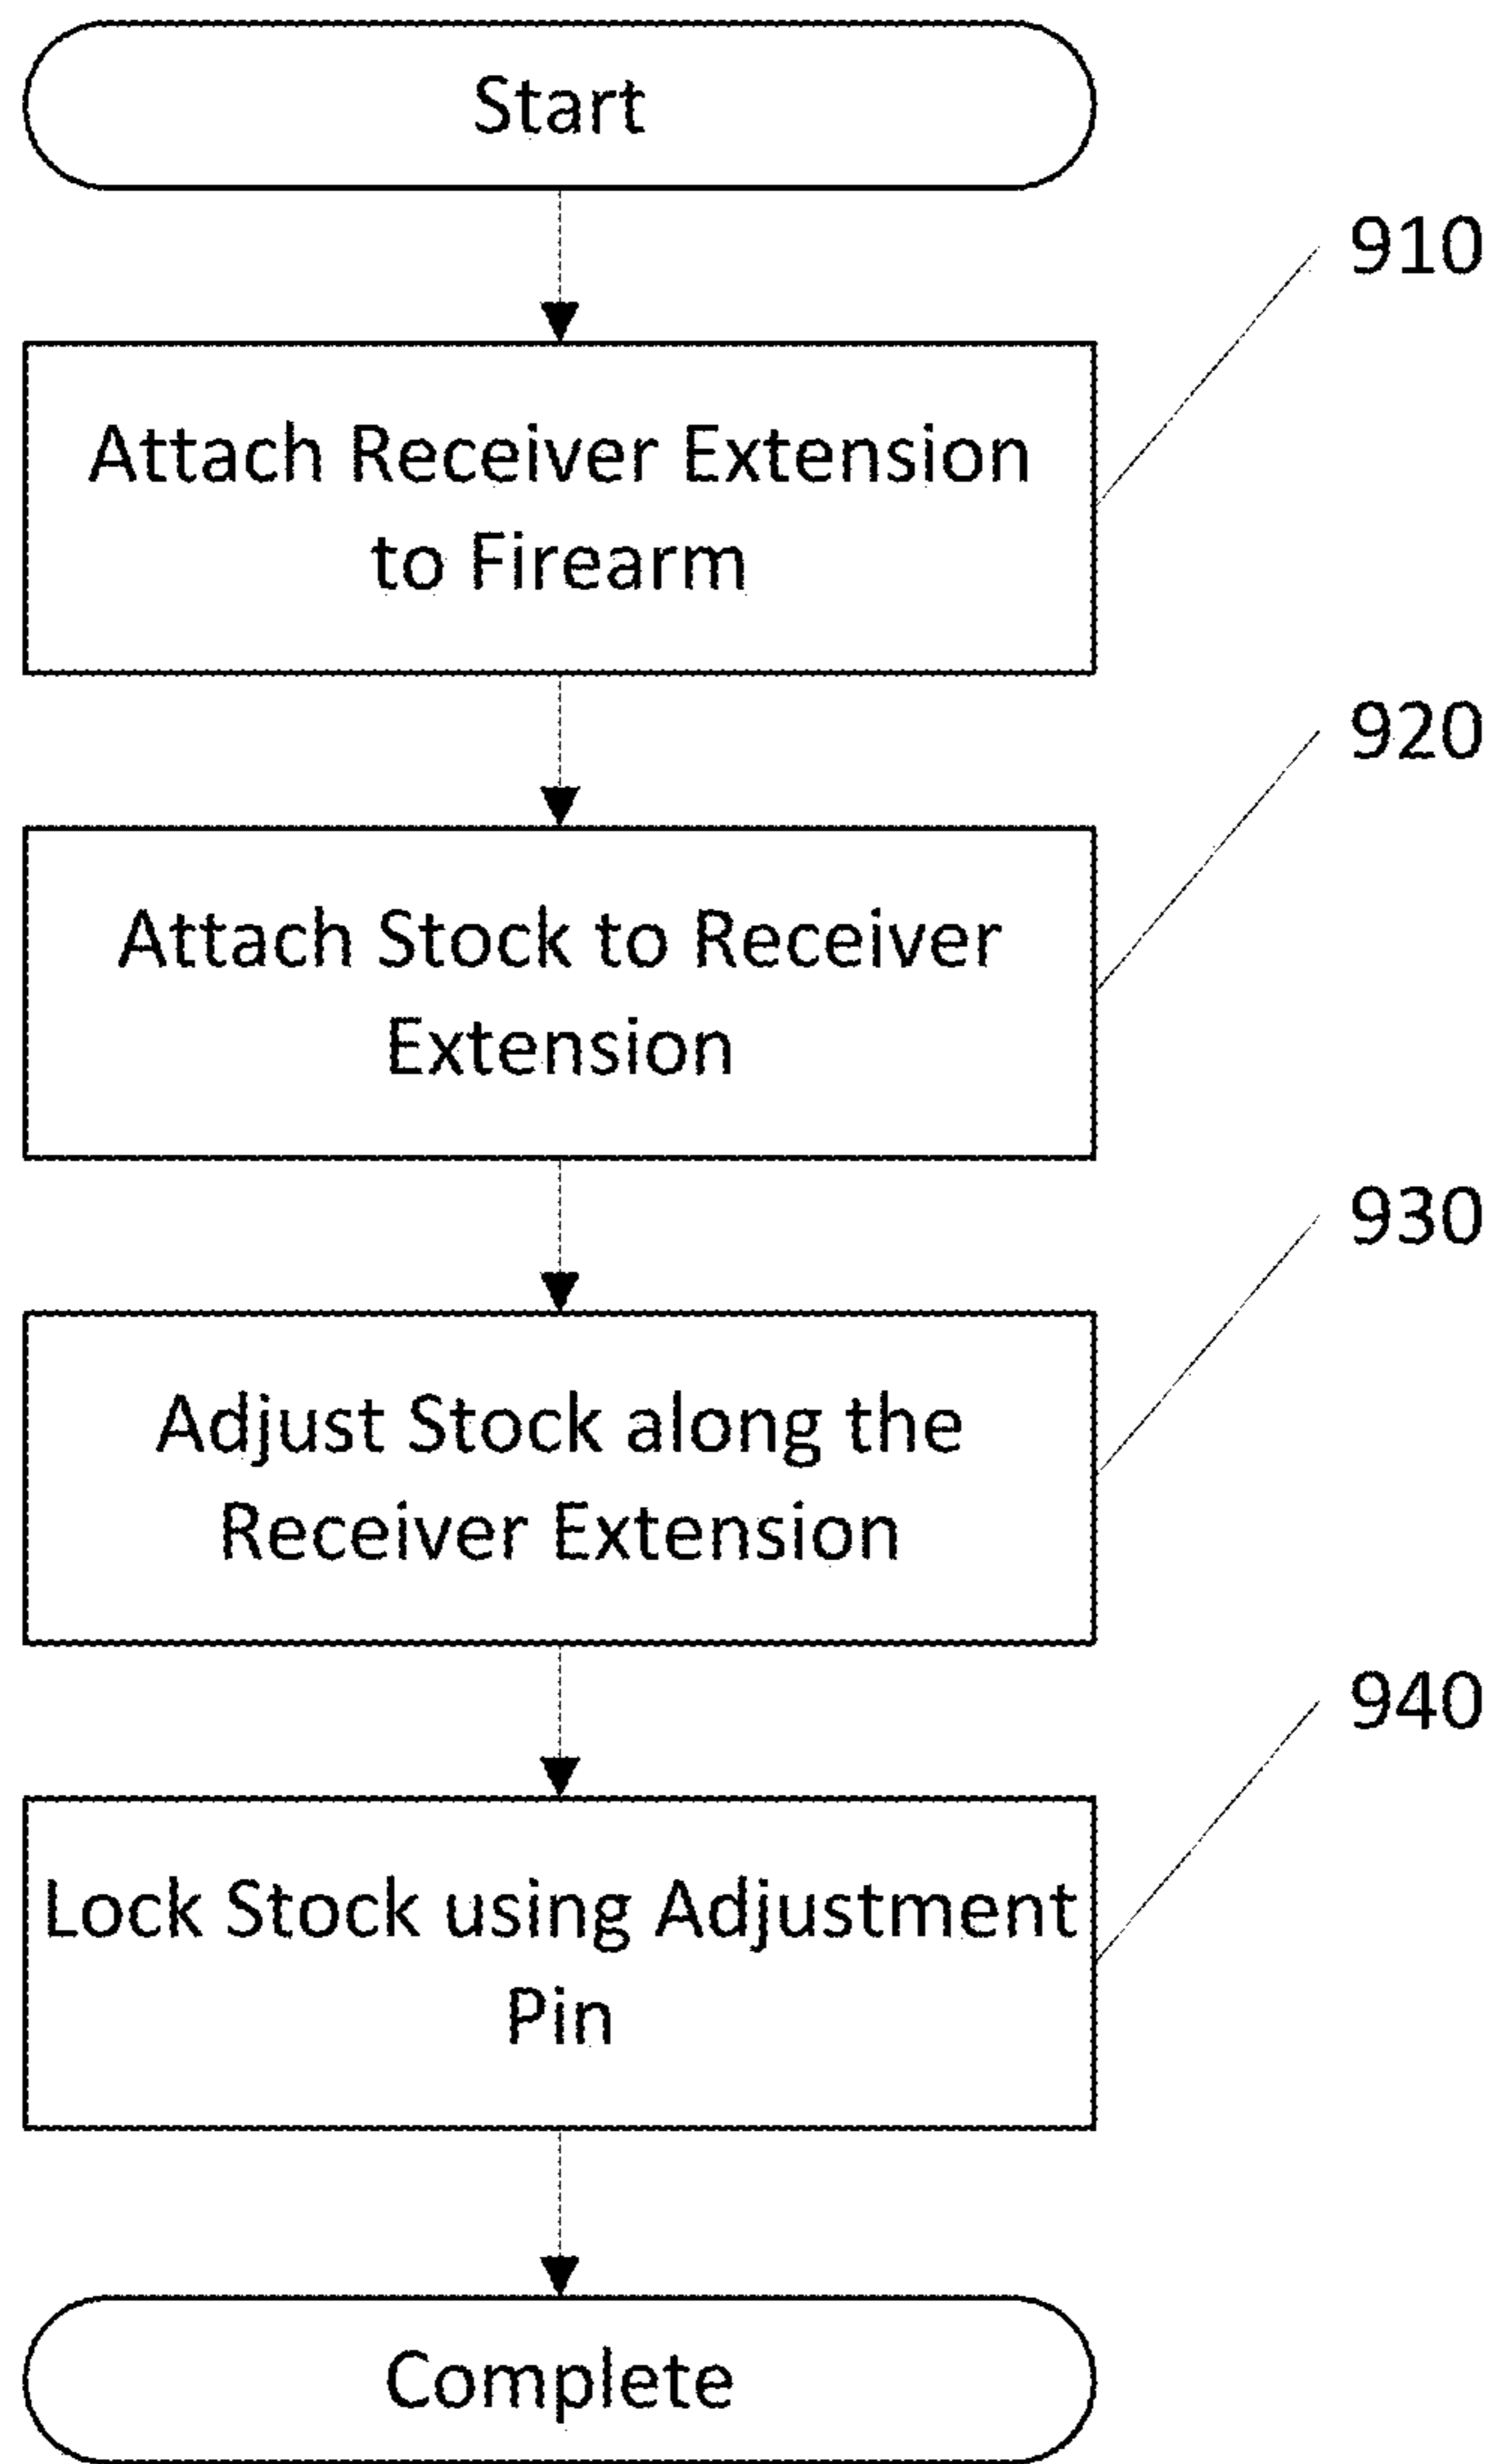 Start
910
Attach Receiver Extension
to Firearm
920
Attach Stock to Receiver
Extension
930
Adjust Stock along the
Receiver Extension
940
Lock Stock using Adjustment
Pin
Complete